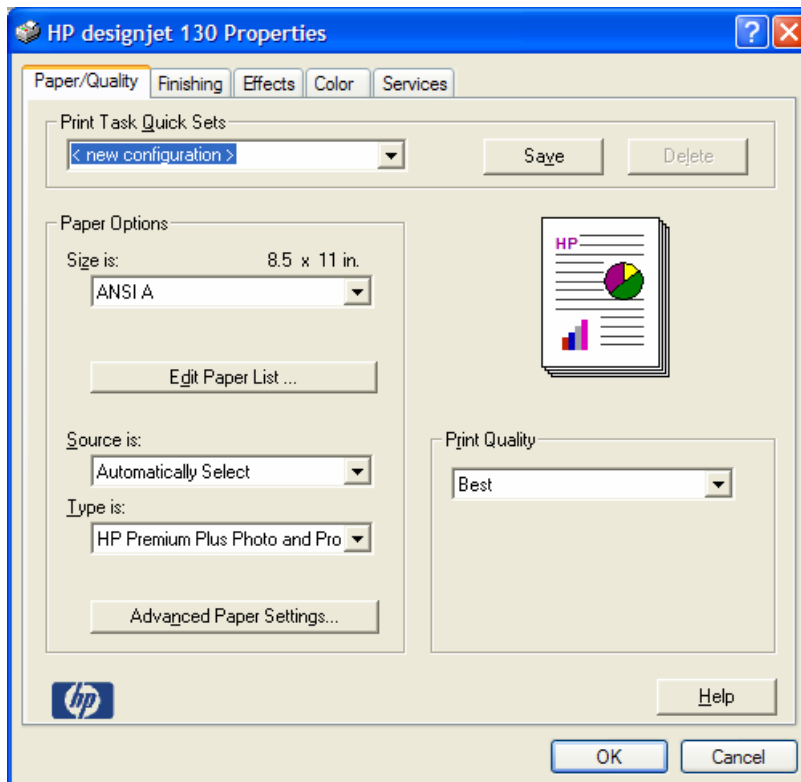 HP designjet 130 Properties
Paper/Quality Finishing Effects Color Services
Print Task Quick Sets
< new configuration > Save Delete
Paper Options
Size is: 8.5 x 11 in.
ANSI A
HP
Edit Paper List ...
Source is:
Automatically Select
Type is:
HP Premium Plus Photo and Pro
Advanced Paper Settings...
Print Quality
Best
hp
Help
OK Cancel